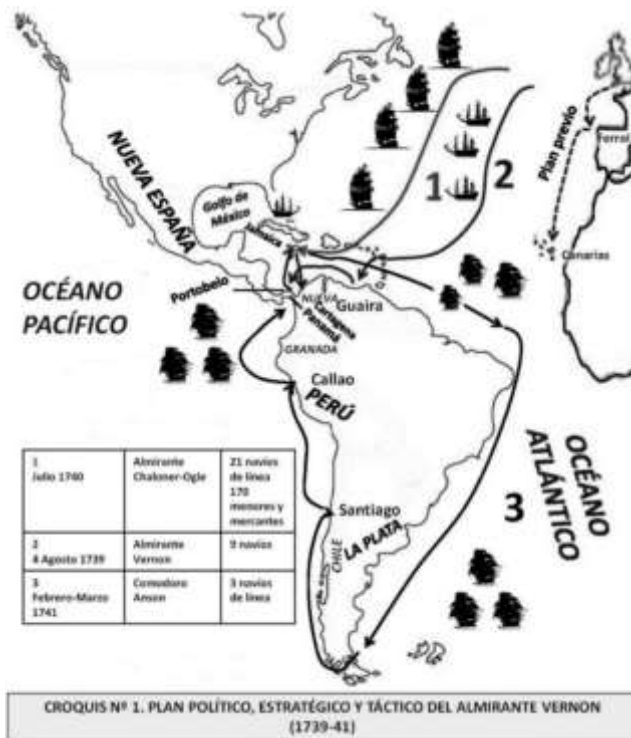 NUEVA ESPAÑA
Golfo de
México
Jamaica
1
2
Plan previo
Ferrol
Canarias
OCÉANO
PACÍFICO
Portobelo
NUEVA
GRANADA
Guaira
Cartagena
Panamá
Callao
PERÚ
Santiago
CHILE
LA PLATA
3
OCÉANO
ATLÁNTICO
1
Julio 1740
Almirante
Chaloner-Ogle
21 navíos
de línea
170
menores y
mercantes
2
4 Agosto 1739
Almirante
Vernon
9 navíos
3
Febrero-Marzo
1741
Comodoro
Anson
3 navíos
de línea
CROQUIS Nº 1. PLAN POLÍTICO, ESTRATÉGICO Y TÁCTICO DEL ALMIRANTE VERNON
(1739-41)